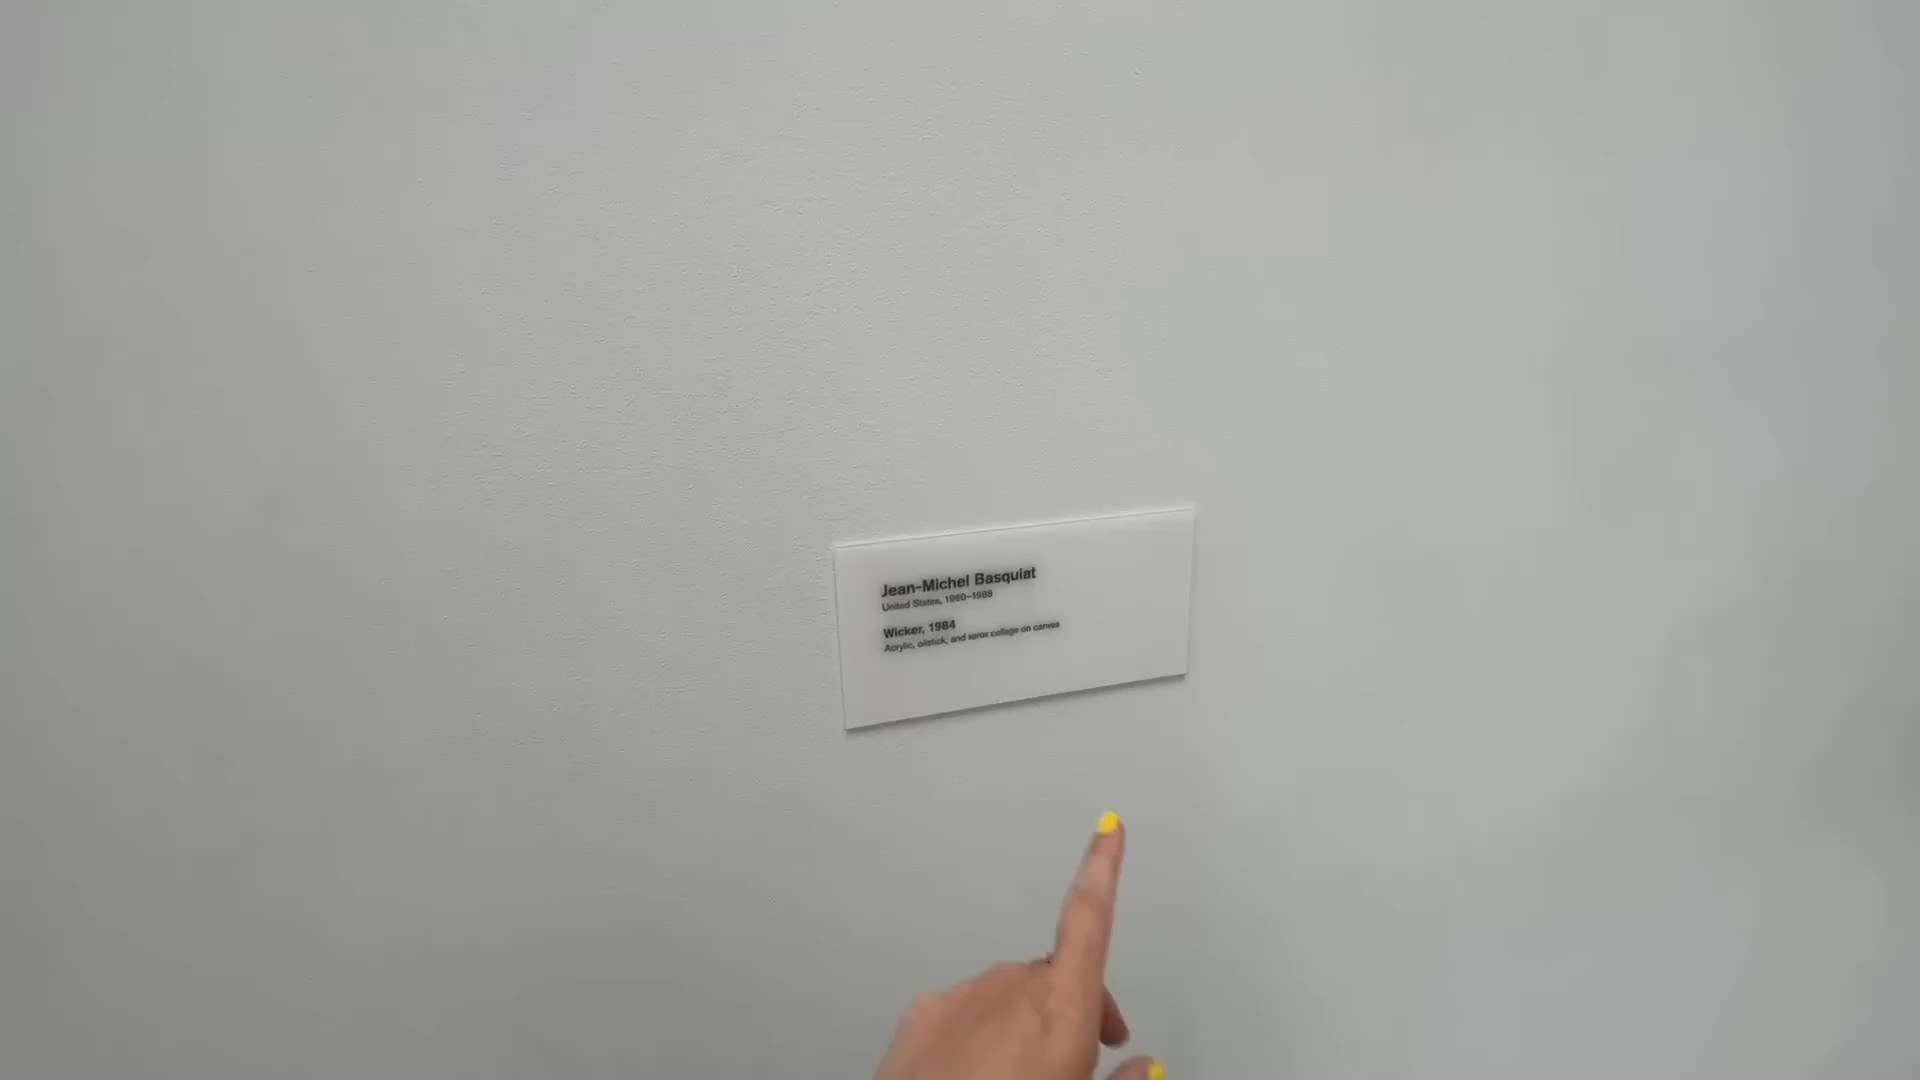 Jean-Michel Basquiat
United States, 1960–1988
Wicker, 1984
Acrylic, oilstick, and xerox collage on canvas